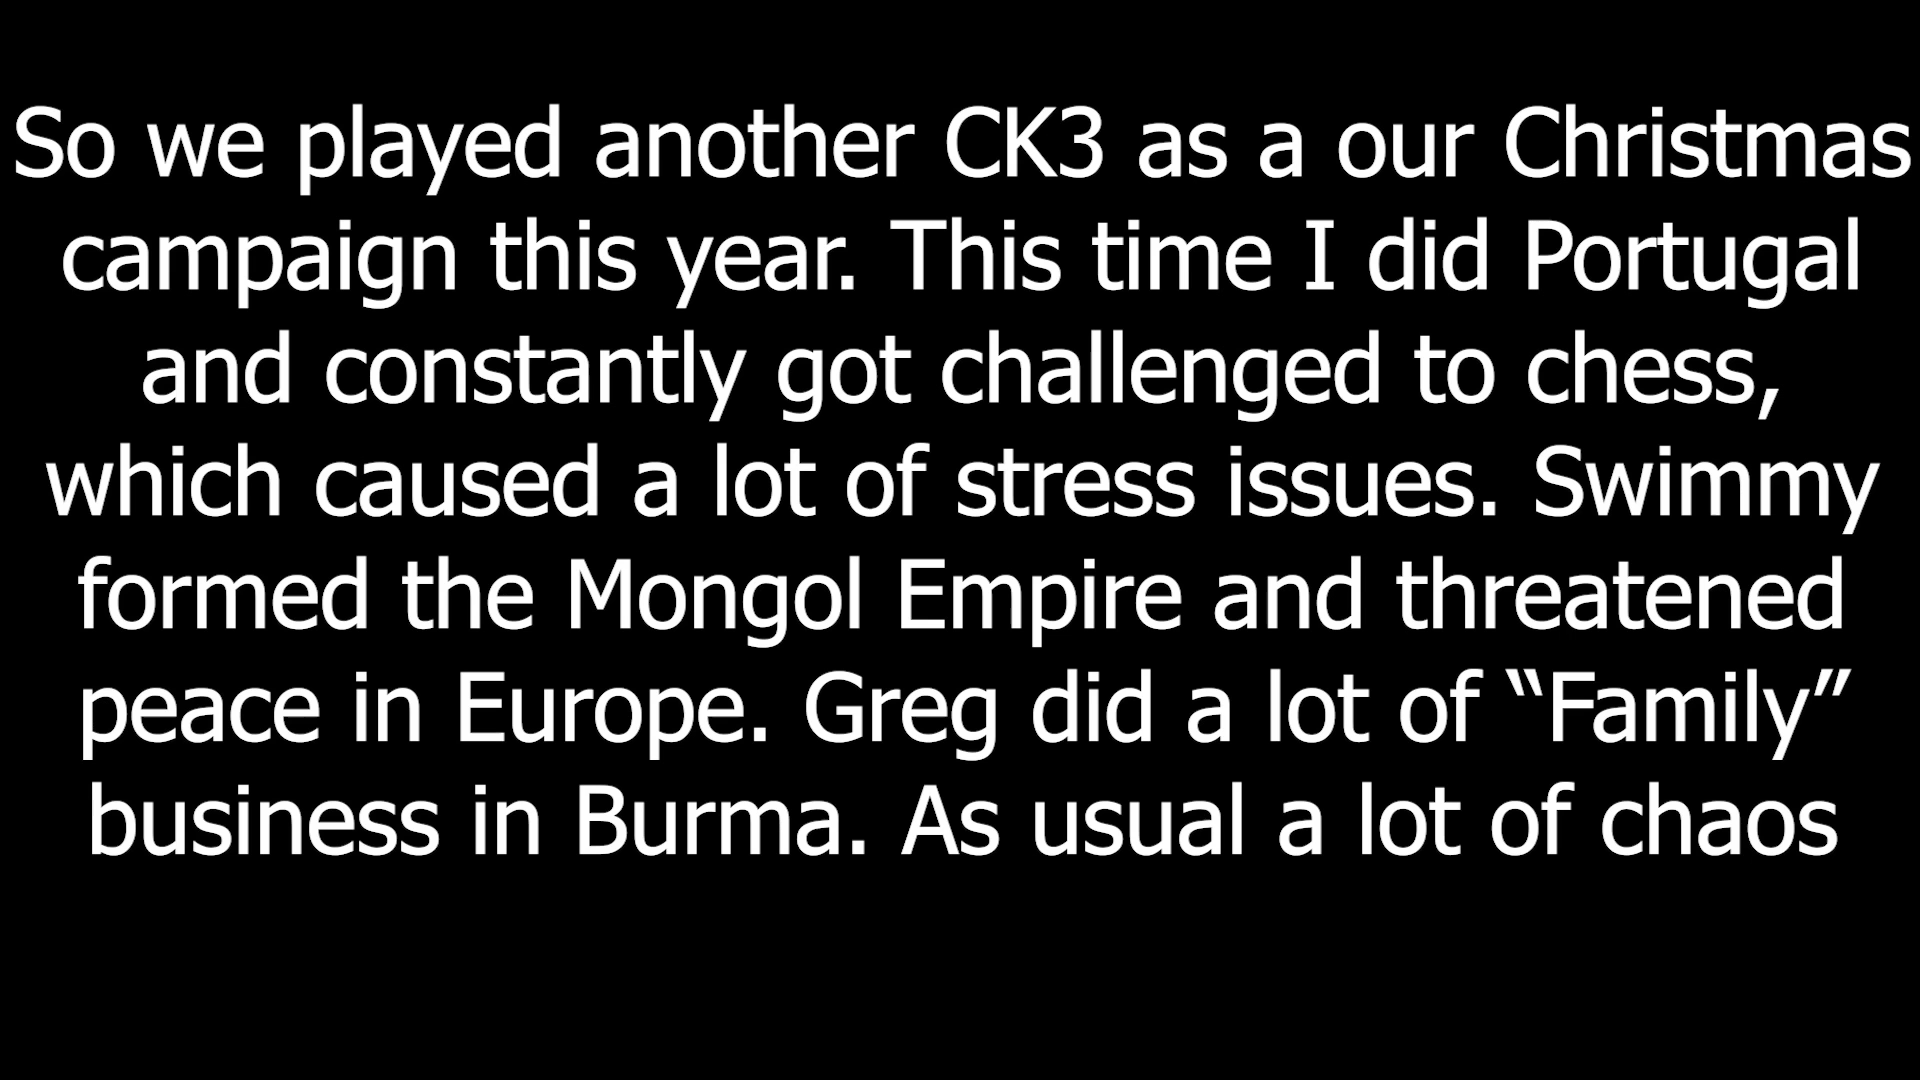 So we played another CK3 as a our Christmas
campaign this year. This time I did Portugal
and constantly got challenged to chess,
which caused a lot of stress issues. Swimmy
formed the Mongol Empire and threatened
peace in Europe. Greg did a lot of “Family”
business in Burma. As usual a lot of chaos